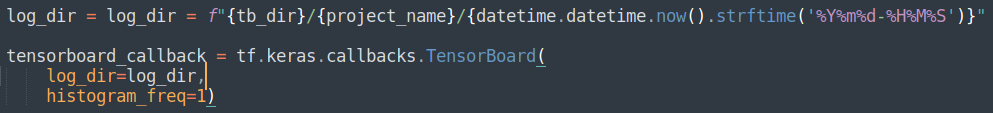 log_dir = log_dir = f"{tb_dir}/{project_name}/{datetime.datetime.now().strftime('%Y%m%d-%H%M%S')}"
tensorboard_callback = tf.keras.callbacks.TensorBoard(
log_dir=log_dir,
histogram_freq=1)